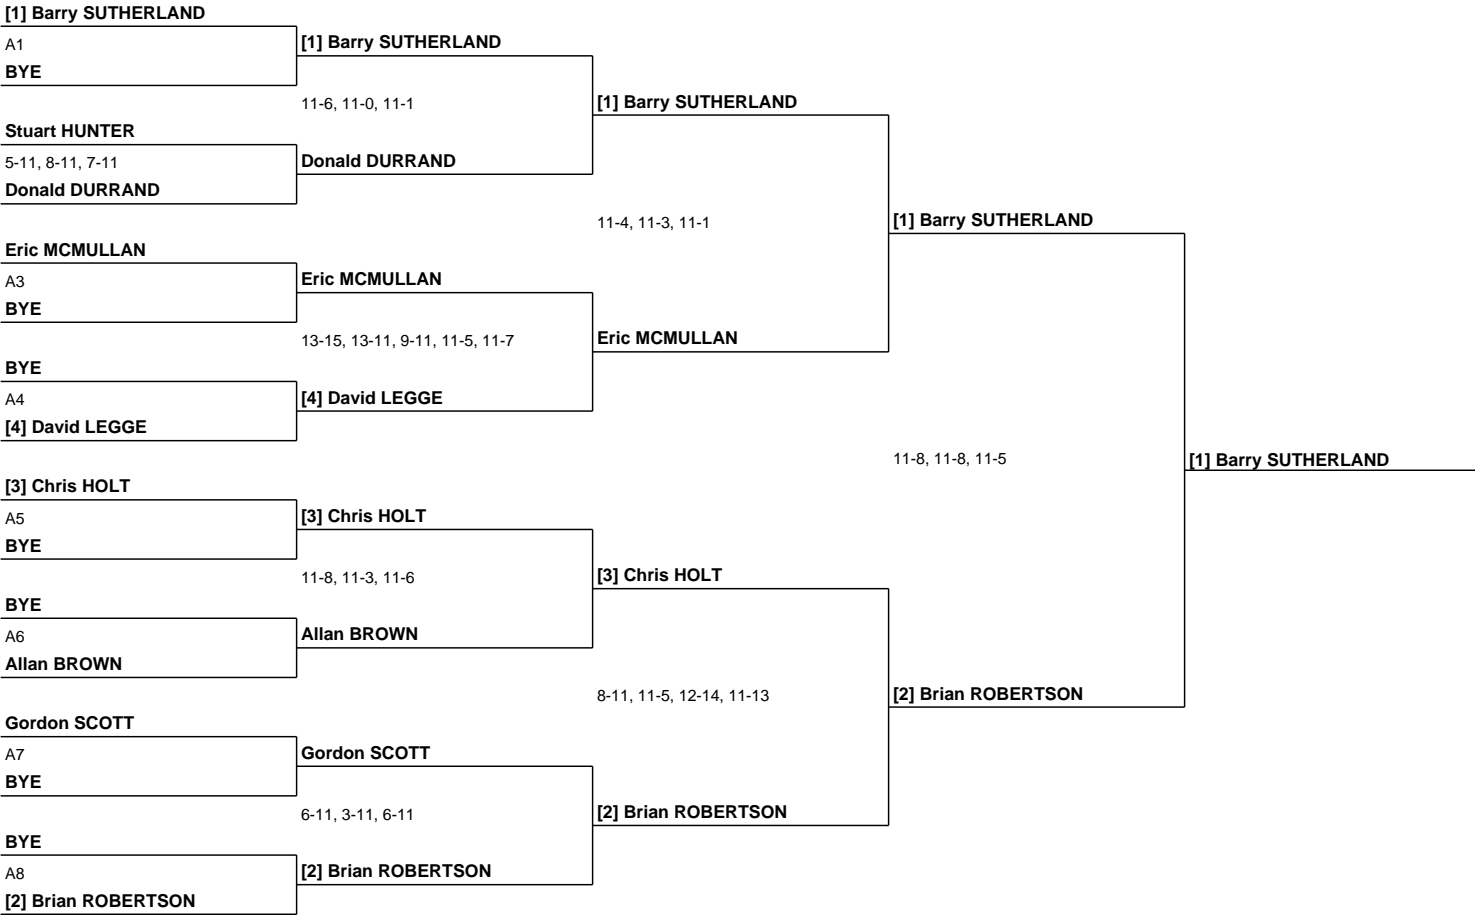 [1] Barry SUTHERLAND
A1
BYE
Stuart HUNTER
5-11, 8-11, 7-11
Donald DURRAND
Eric MCMULLAN
A3
BYE
BYE
A4
[4] David LEGGE
[3] Chris HOLT
A5
BYE
BYE
A6
Allan BROWN
Gordon SCOTT
A7
BYE
BYE
A8
[2] Brian ROBERTSON
[1] Barry SUTHERLAND
11-6, 11-0, 11-1
Donald DURRAND
Eric MCMULLAN
13-15, 13-11, 9-11, 11-5, 11-7
[4] David LEGGE
[3] Chris HOLT
11-8, 11-3, 11-6
Allan BROWN
Gordon SCOTT
6-11, 3-11, 6-11
[2] Brian ROBERTSON
[1] Barry SUTHERLAND
11-4, 11-3, 11-1
Eric MCMULLAN
[3] Chris HOLT
8-11, 11-5, 12-14, 11-13
[2] Brian ROBERTSON
[1] Barry SUTHERLAND
11-8, 11-8, 11-5
[2] Brian ROBERTSON
[1] Barry SUTHERLAND